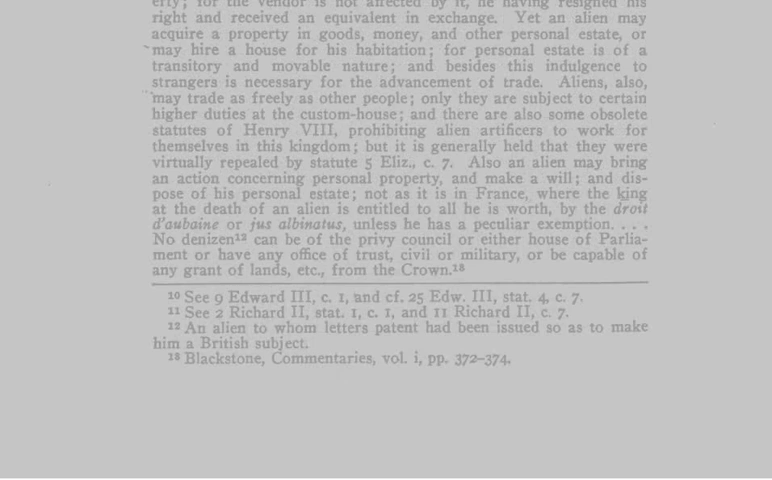 erty; for the vendor is not affected by it, he having resigned his
right and received an equivalent in exchange. Yet an alien may
acquire a property in goods, money, and other personal estate, or
may hire a house for his habitation; for personal estate is of a
transitory and movable nature; and besides this indulgence to
strangers is necessary for the advancement of trade. Aliens, also,
may trade as freely as other people; only they are subject to certain
higher duties at the custom-house; and there are also some obsolete
statutes of Henry VIII, prohibiting alien artificers to work for
themselves in this kingdom; but it is generally held that they were
virtually repealed by statute 5 Eliz., c. 7. Also an alien may bring
an action concerning personal property, and make a will; and dis-
pose of his personal estate; not as it is in France, where the king
at the death of an alien is entitled to all he is worth, by the droit
d'aubaine or jus albinatus, unless he has a peculiar exemption. . . .
No denizen¹² can be of the privy council or either house of Parlia-
ment or have any office of trust, civil or military, or be capable of
any grant of lands, etc., from the Crown.¹³
¹⁰ See 9 Edward III, c. 1, and cf. 25 Edw. III, stat. 4, c. 7.
¹¹ See 2 Richard II, stat. 1, c. 1, and 11 Richard II, c. 7.
¹² An alien to whom letters patent had been issued so as to make
him a British subject.
¹³ Blackstone, Commentaries, vol. i, pp. 372–374.